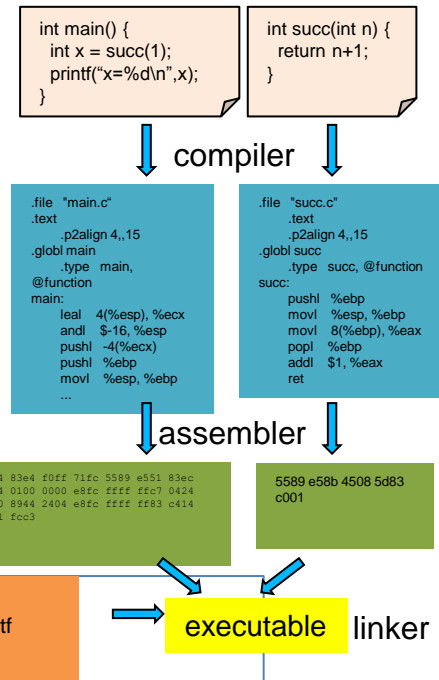 int main() {
int x = succ(1);
printf(“x=%d\n”,x);
}
int succ(int n) {
return n+1;
}
compiler
.file "main.c“
.text
.p2align 4,,15
.globl main
.type main,
@function
main:
leal 4(%esp), %ecx
andl $-16, %esp
pushl -4(%ecx)
pushl %ebp
movl %esp, %ebp
...
.file "succ.c"
.text
.p2align 4,,15
.globl succ
.type succ, @function
succ:
pushl %ebp
movl %esp, %ebp
movl 8(%ebp), %eax
popl %ebp
addl $1, %eax
ret
assembler
83e4 f0ff 71fc 5589 e551 83ec
0100 0000 e8fc ffff ffc7 0424
8944 2404 e8fc ffff ff83 c414
fcc3
5589 e58b 4508 5d83
c001
tf
executable
linker